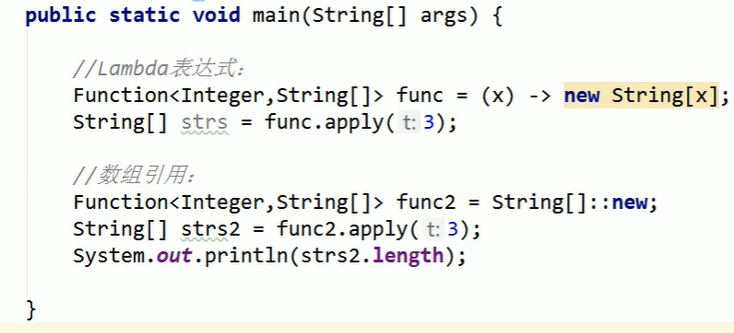 public static void main(String[] args) {
//Lambda表达式：
Function<Integer,String[]> func = (x) -> new String[x];
String[] strs = func.apply( t: 3);
//数组引用：
Function<Integer,String[]> func2 = String[]::new;
String[] strs2 = func2.apply( t: 3);
System.out.println(strs2.length);
}